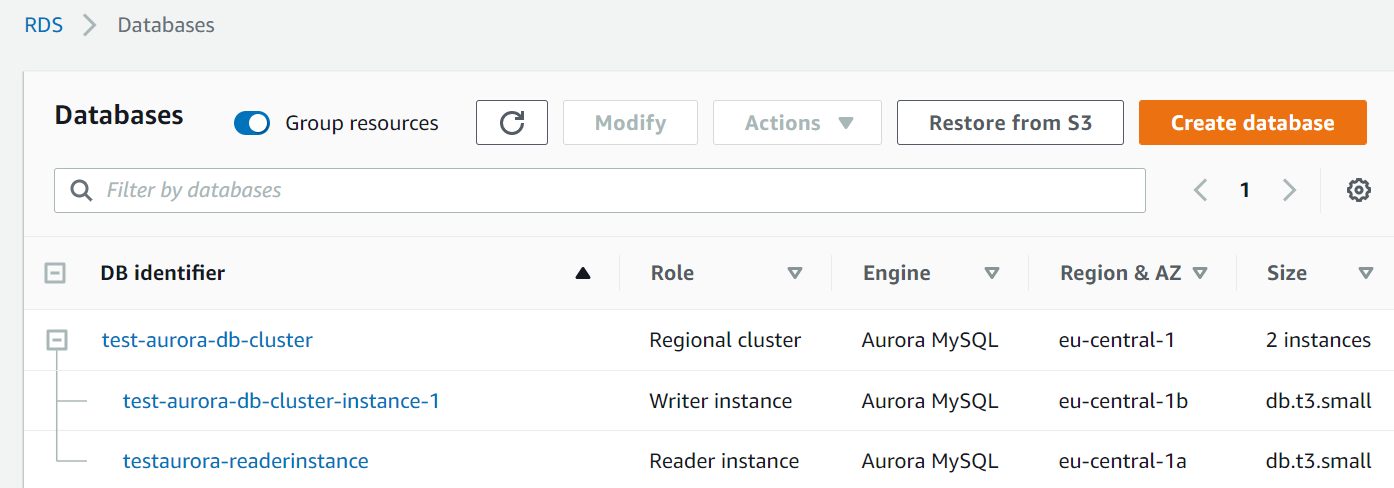 RDS Databases
Databases Group resources Modify Actions Restore from S3 Create database
Filter by databases 1
DB identifier Role Engine Region & AZ Size
test-aurora-db-cluster Regional cluster Aurora MySQL eu-central-1 2 instances
test-aurora-db-cluster-instance-1 Writer instance Aurora MySQL eu-central-1b db.t3.small
testaurora-readerinstance Reader instance Aurora MySQL eu-central-1a db.t3.small